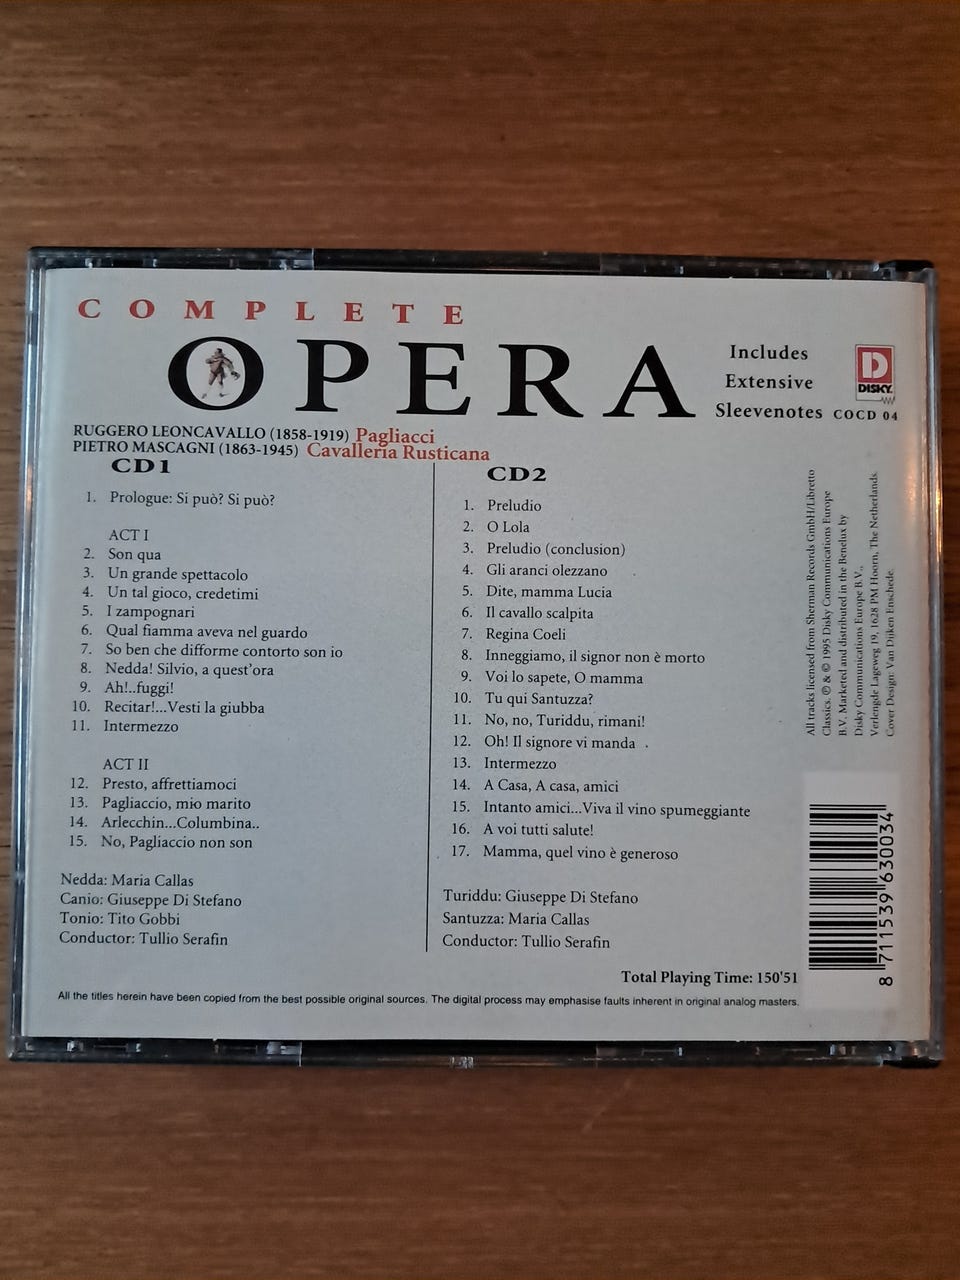 COMPLETE
OPERA
Includes
Extensive
Sleevenotes
D
DISKY
COCD 04
RUGGERO LEONCAVALLO (1858-1919) Pagliacci
PIETRO MASCAGNI (1863-1945) Cavalleria Rusticana
CD1
1. Prologue: Si può? Si può?
ACT I
2. Son qua
3. Un grande spettacolo
4. Un tal gioco, credetimi
5. I zampognari
6. Qual fiamma aveva nel guardo
7. So ben che difforme contorto son io
8. Nedda! Silvio, a quest'ora
9. Ah!..fuggi!
10. Recitar!...Vesti la giubba
11. Intermezzo
ACT II
12. Presto, affrettiamoci
13. Pagliaccio, mio marito
14. Arlecchin...Columbina..
15. No, Pagliaccio non son
Nedda: Maria Callas
Canio: Giuseppe Di Stefano
Tonio: Tito Gobbi
Conductor: Tullio Serafin
CD2
1. Preludio
2. O Lola
3. Preludio (conclusion)
4. Gli aranci olezzano
5. Dite, mamma Lucia
6. Il cavallo scalpita
7. Regina Coeli
8. Inneggiamo, il signor non è morto
9. Voi lo sapete, O mamma
10. Tu qui Santuzza?
11. No, no, Turiddu, rimani!
12. Oh! Il signore vi manda
13. Intermezzo
14. A Casa, A casa, amici
15. Intanto amici...Viva il vino spumeggiante
16. A voi tutti salute!
17. Mamma, quel vino è generoso
Turiddu: Giuseppe Di Stefano
Santuzza: Maria Callas
Conductor: Tullio Serafin
Total Playing Time: 150'51
All the titles herein have been copied from the best possible original sources. The digital process may emphasise faults inherent in original analog masters.
All tracks licensed from Sherman Records GmbH/Libretto
Classics. ℗ & © 1995 Disky Communications Europe
B.V. Marketed and distributed in the Benelux by
Disky Communications Europe B.V.,
Verlengde Lageweg 19, 1628 PM Hoorn, The Netherlands.
Cover Design: Van Dijken Enschede.
8 711539 630034